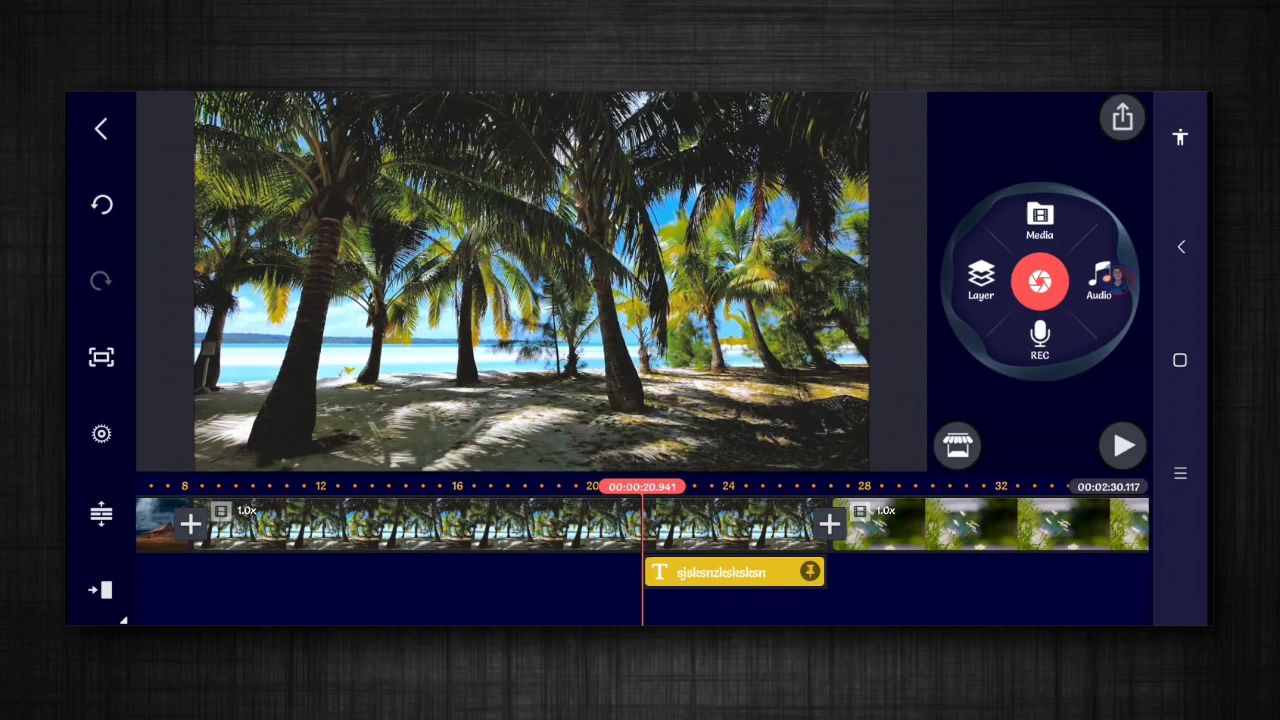 Media
Layer
Audio
REC
8 12 16 20 00:00:20.941 24 28 32 00:02:30.117
1.0x 1.0x
T sjsksnzksksksn